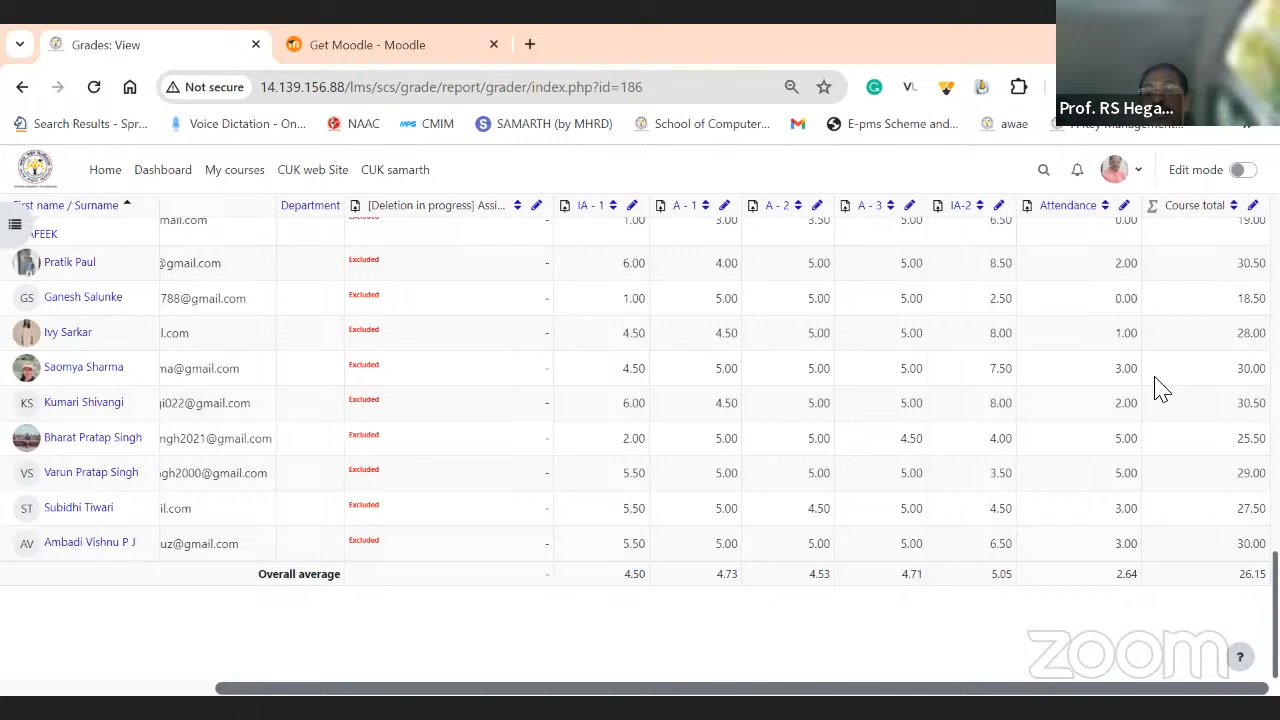 Grades: View
Get Moodle - Moodle
Prof. RS Hega...
Not secure
14.139.156.88/lms/scs/grade/report/grader/index.php?id=186
VL
Search Results - Spr...
Voice Dictation - On...
NAAC
CMIM
SAMARTH (by MHRD)
School of Computer...
E-pms Scheme and...
awae
Home Dashboard My courses CUK web Site CUK samarth
Edit mode
First name / Surname Department [Deletion in progress] Assi... IA - 1 A - 1 A - 2 A - 3 IA-2 Attendance Course total
AFEEK mail.com Excluded 1.00 3.00 3.50 5.00 6.50 0.00 19.00
Pratik Paul @gmail.com Excluded - 6.00 4.00 5.00 5.00 8.50 2.00 30.50
GS Ganesh Salunke 788@gmail.com Excluded - 1.00 5.00 5.00 5.00 2.50 0.00 18.50
Ivy Sarkar l.com Excluded - 4.50 4.50 5.00 5.00 8.00 1.00 28.00
Saomya Sharma ma@gmail.com Excluded - 4.50 5.00 5.00 5.00 7.50 3.00 30.00
KS Kumari Shivangi gi022@gmail.com Excluded - 6.00 4.50 5.00 5.00 8.00 2.00 30.50
Bharat Pratap Singh ngh2021@gmail.com Excluded - 2.00 5.00 5.00 4.50 4.00 5.00 25.50
VS Varun Pratap Singh gh2000@gmail.com Excluded - 5.50 5.00 5.00 5.00 3.50 5.00 29.00
ST Subidhi Tiwari il.com Excluded - 5.50 5.00 4.50 5.00 4.50 3.00 27.50
AV Ambadi Vishnu P J uz@gmail.com Excluded - 5.50 5.00 5.00 5.00 6.50 3.00 30.00
Overall average - 4.50 4.73 4.53 4.71 5.05 2.64 26.15
zoom
?